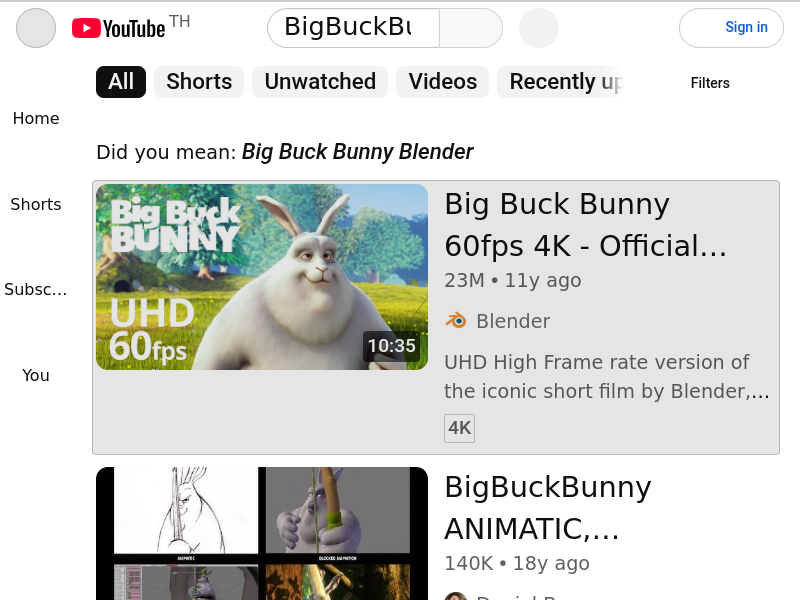 YouTube TH
BigBuckBu
Sign in
All
Shorts
Unwatched
Videos
Recently up
Filters
Home
Shorts
Subsc...
You
Did you mean: Big Buck Bunny Blender
Big Buck
BUNNY
UHD
60fps
10:35
Big Buck Bunny
60fps 4K - Official...
23M • 11y ago
Blender
UHD High Frame rate version of
the iconic short film by Blender,...
4K
BigBuckBunny
ANIMATIC,...
140K • 18y ago
ANIMATIC
BLOCKED ANIMATION